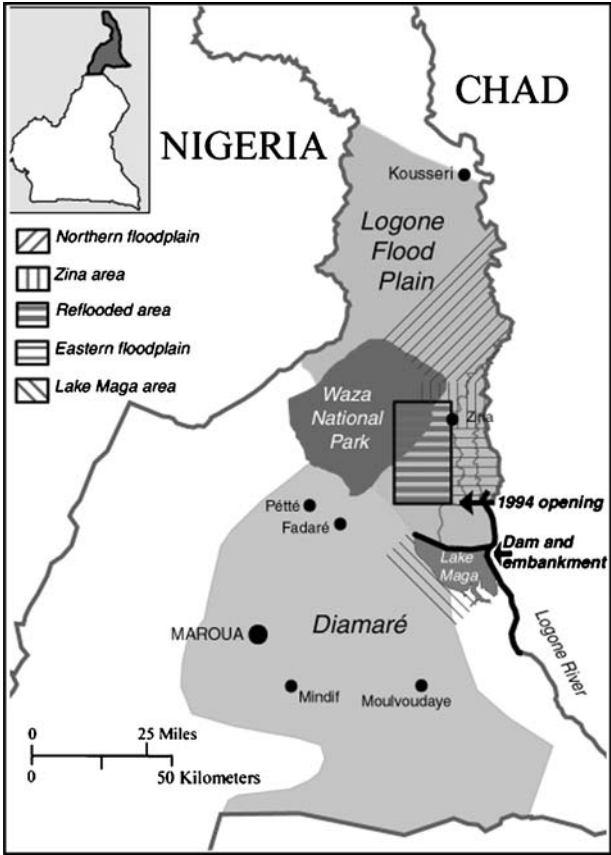 CHAD
NIGERIA
Kousseri
Logone
Flood
Plain
Northern floodplain
Zina area
Reflooded area
Eastern floodplain
Lake Maga area
Waza
National
Park
Zina
1994 opening
Pétté
Fadaré
Dam and
embankment
Lake
Maga
Logone River
MAROUA
Diamaré
Mindif
Moulvoudaye
0 25 Miles
0 50 Kilometers